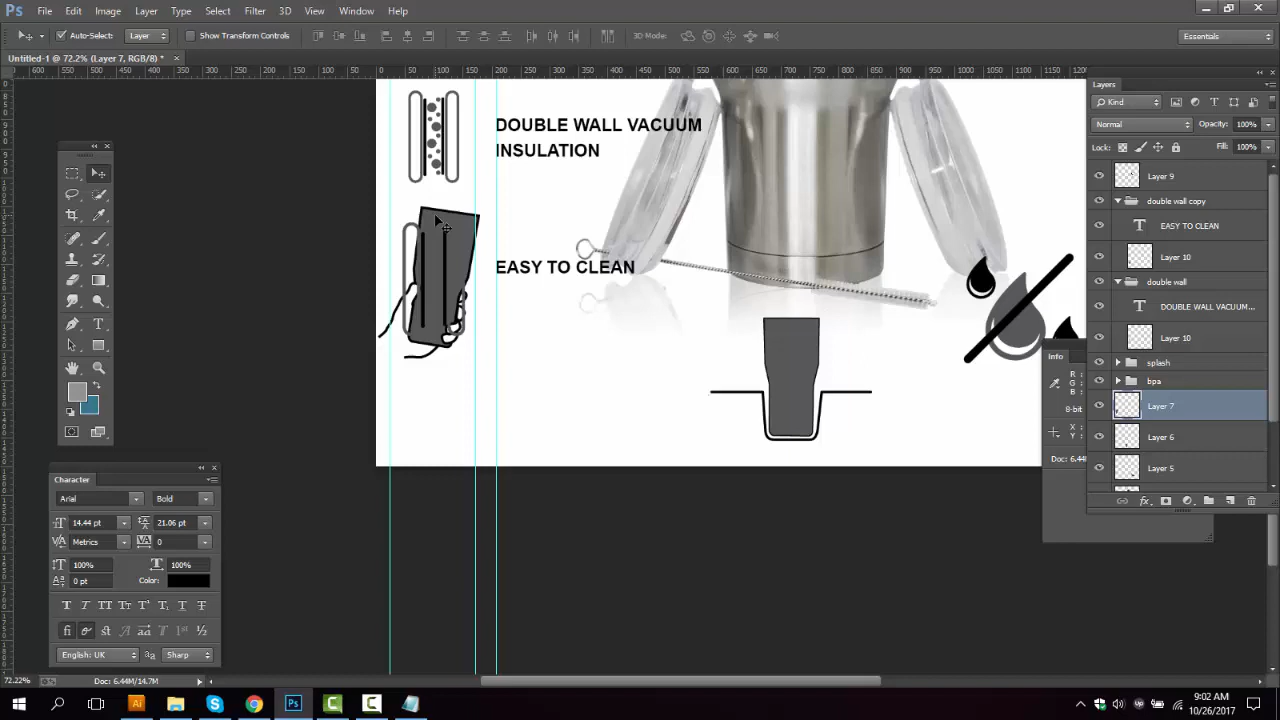 Ps File Edit Image Layer Type Select Filter 3D View Window Help
Auto-Select: Layer Show Transform Controls 3D Mode: Essentials
Untitled-1 @ 72.2% (Layer 7, RGB/8) *
DOUBLE WALL VACUUM
INSULATION
EASY TO CLEAN
Character
Arial Bold
14.44 pt 21.06 pt
Metrics 0
100% 100%
0 pt Color:
English: UK Sharp
Info
R:
G:
B:
8-bit
X:
Y:
Doc: 6.44M
Layers
Kind
Normal Opacity: 100%
Lock: Fill: 100%
Layer 9
double wall copy
EASY TO CLEAN
Layer 10
double wall
DOUBLE WALL VACUUM...
Layer 10
splash
bpa
Layer 7
Layer 6
Layer 5
72.22% Doc: 6.44M/14.7M
9:02 AM
10/26/2017